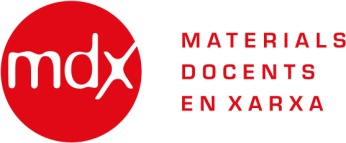 mdx
MATERIALS
DOCENTS
EN XARXA